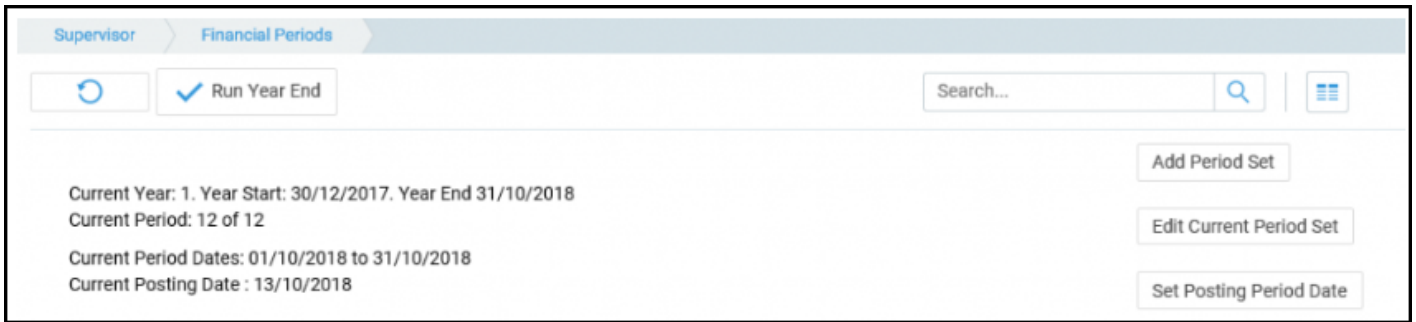 Supervisor Financial Periods
Run Year End Search...
Add Period Set
Current Year: 1. Year Start: 30/12/2017. Year End 31/10/2018
Current Period: 12 of 12
Edit Current Period Set
Current Period Dates: 01/10/2018 to 31/10/2018
Current Posting Date : 13/10/2018
Set Posting Period Date